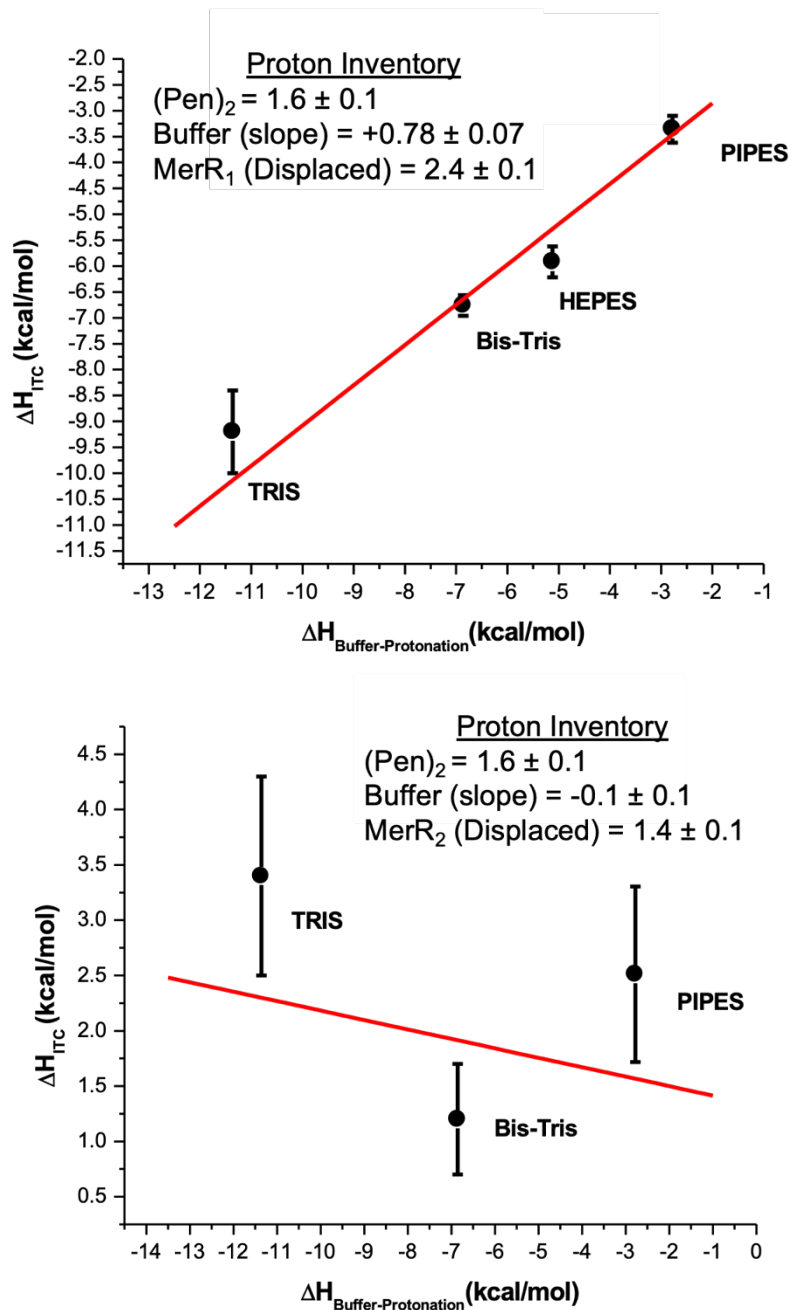 Proton Inventory
(Pen)₂ = 1.6 ± 0.1
Buffer (slope) = +0.78 ± 0.07
MerR₁ (Displaced) = 2.4 ± 0.1
-2.0
-2.5
-3.0
-3.5
-4.0
-4.5
-5.0
-5.5
-6.0
-6.5
-7.0
-7.5
-8.0
-8.5
-9.0
-9.5
-10.0
-10.5
-11.0
-11.5
ΔH_ITC (kcal/mol)
PIPES
HEPES
Bis-Tris
TRIS
-13 -12 -11 -10 -9 -8 -7 -6 -5 -4 -3 -2 -1
ΔH_Buffer-Protonation (kcal/mol)
Proton Inventory
(Pen)₂ = 1.6 ± 0.1
Buffer (slope) = -0.1 ± 0.1
MerR₂ (Displaced) = 1.4 ± 0.1
4.5
4.0
3.5
3.0
2.5
2.0
1.5
1.0
0.5
ΔH_ITC (kcal/mol)
TRIS
PIPES
Bis-Tris
-14 -13 -12 -11 -10 -9 -8 -7 -6 -5 -4 -3 -2 -1 0
ΔH_Buffer-Protonation (kcal/mol)